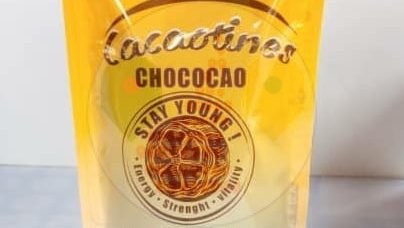 Cacaotines
CHOCOCAO
STAY YOUNG!
Energy · Strenght · Vitality